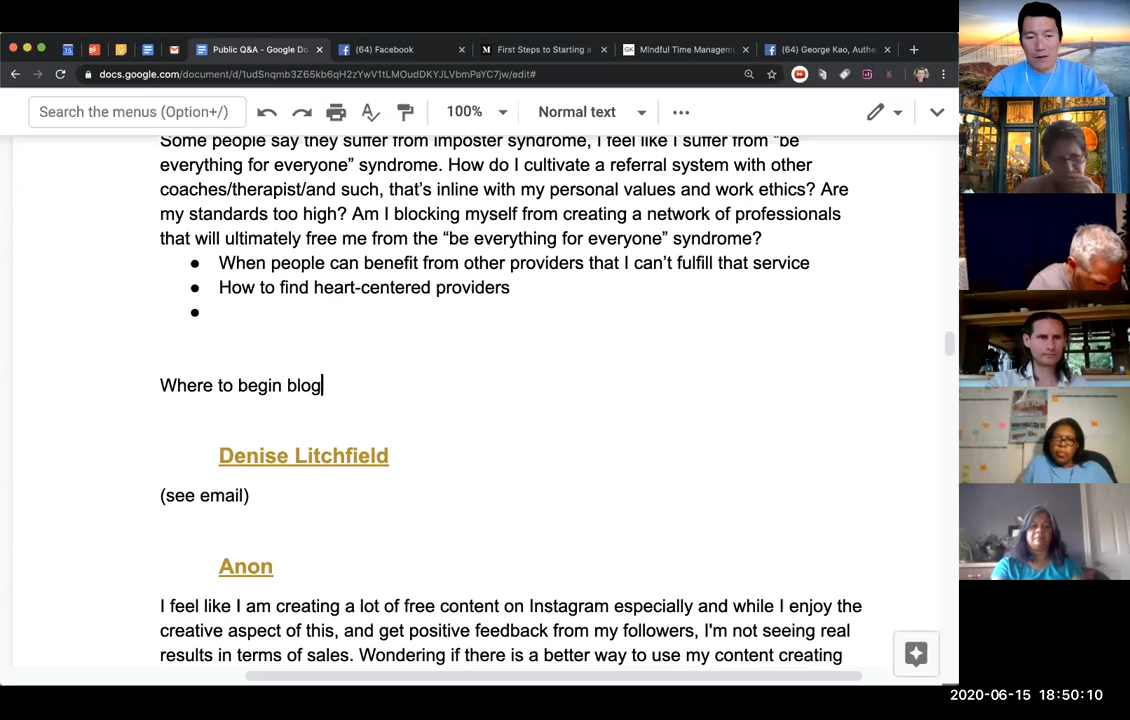 15
Public Q&A - Google Do
(64) Facebook
First Steps to Starting a
Mindful Time Managem
(64) George Kao, Authe
docs.google.com/document/d/1udSnqmb3Z65kb6qH2zYwV1tLMOudDKYJLVbmPaYC7jw/edit#
Search the menus (Option+/)
100%
Normal text
Some people say they suffer from imposter syndrome, I feel like I suffer from "be
everything for everyone” syndrome. How do I cultivate a referral system with other
coaches/therapist/and such, that’s inline with my personal values and work ethics? Are
my standards too high? Am I blocking myself from creating a network of professionals
that will ultimately free me from the “be everything for everyone” syndrome?
● When people can benefit from other providers that I can’t fulfill that service
● How to find heart-centered providers
●
Where to begin blog
Denise Litchfield
(see email)
Anon
I feel like I am creating a lot of free content on Instagram especially and while I enjoy the
creative aspect of this, and get positive feedback from my followers, I'm not seeing real
results in terms of sales. Wondering if there is a better way to use my content creating
2020-06-15 18:50:10